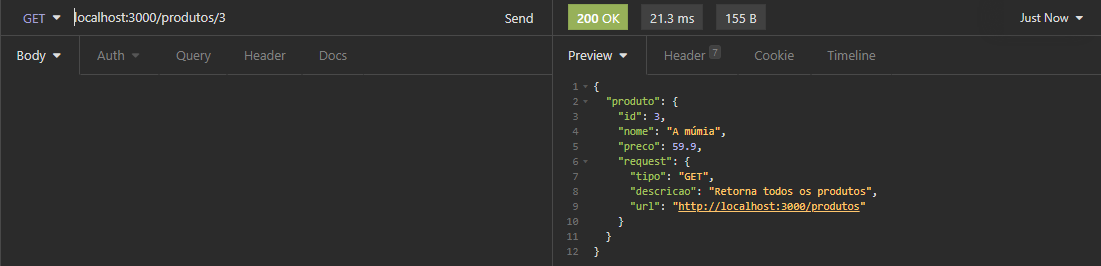 GET localhost:3000/produtos/3 Send
200 OK 21.3 ms 155 B Just Now
Body Auth Query Header Docs
Preview Header 7 Cookie Timeline
1 {
2 "produto": {
3 "id": 3,
4 "nome": "A múmia",
5 "preco": 59.9,
6 "request": {
7 "tipo": "GET",
8 "descricao": "Retorna todos os produtos",
9 "url": "http://localhost:3000/produtos"
10 }
11 }
12 }